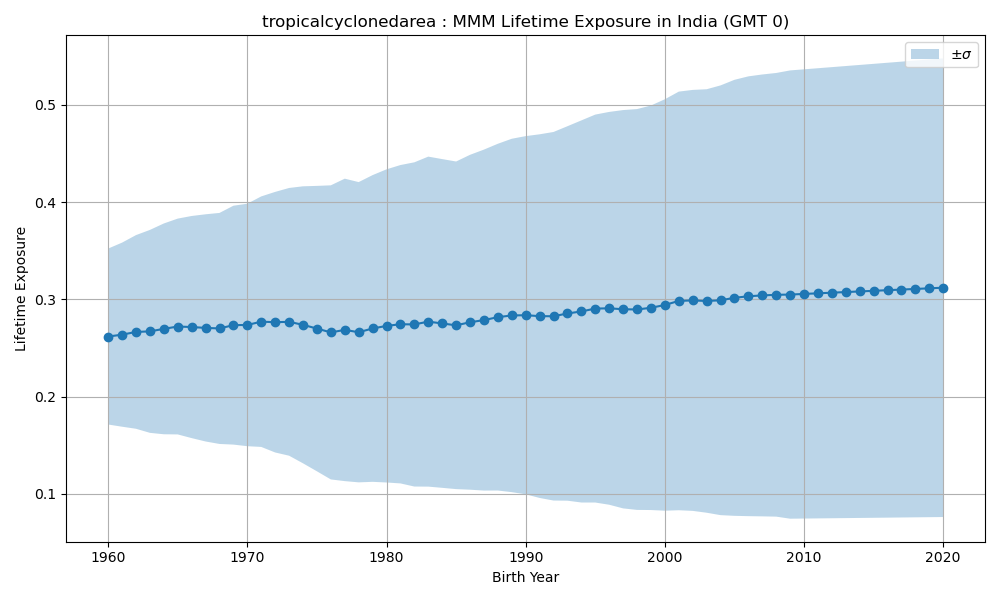 tropicalcyclonedarea : MMM Lifetime Exposure in India (GMT 0)
±σ
0.5
0.4
0.3
0.2
0.1
Lifetime Exposure
1960 1970 1980 1990 2000 2010 2020
Birth Year